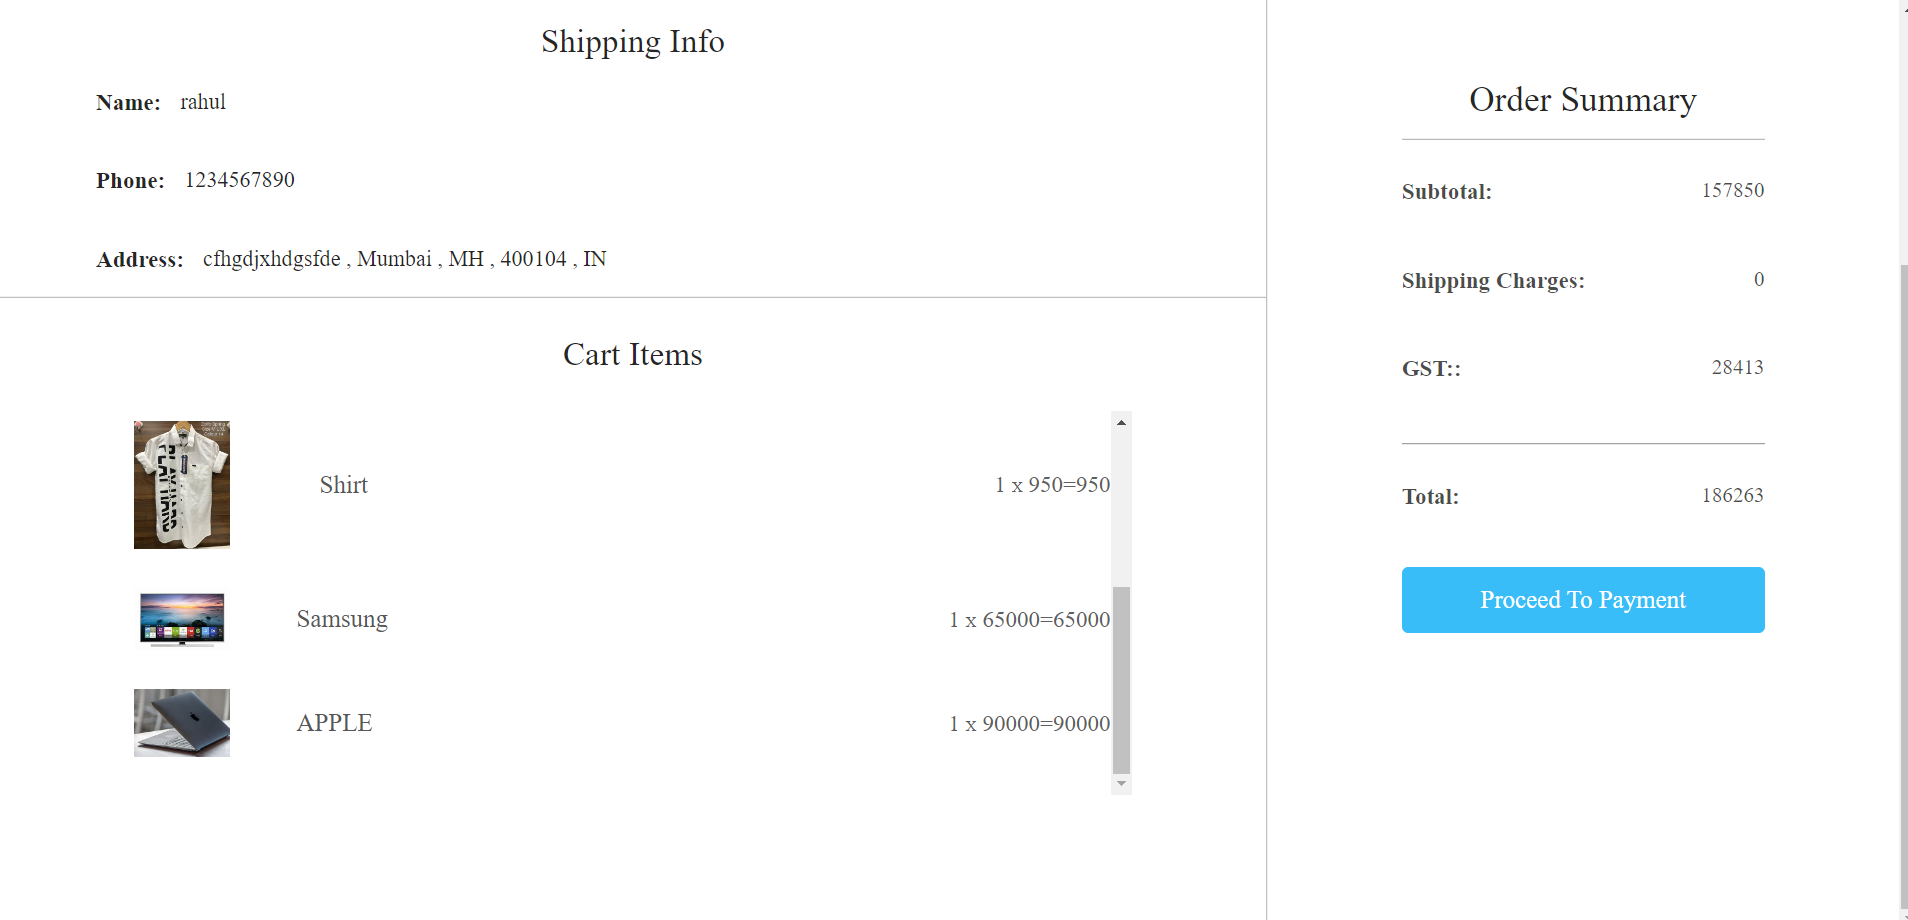 Shipping Info
Name: rahul
Phone: 1234567890
Address: cfhgdjxhdgsfde , Mumbai , MH , 400104 , IN
Cart Items
Shirt 1 x 950=950
Samsung 1 x 65000=65000
APPLE 1 x 90000=90000
Order Summary
Subtotal: 157850
Shipping Charges: 0
GST:: 28413
Total: 186263
Proceed To Payment